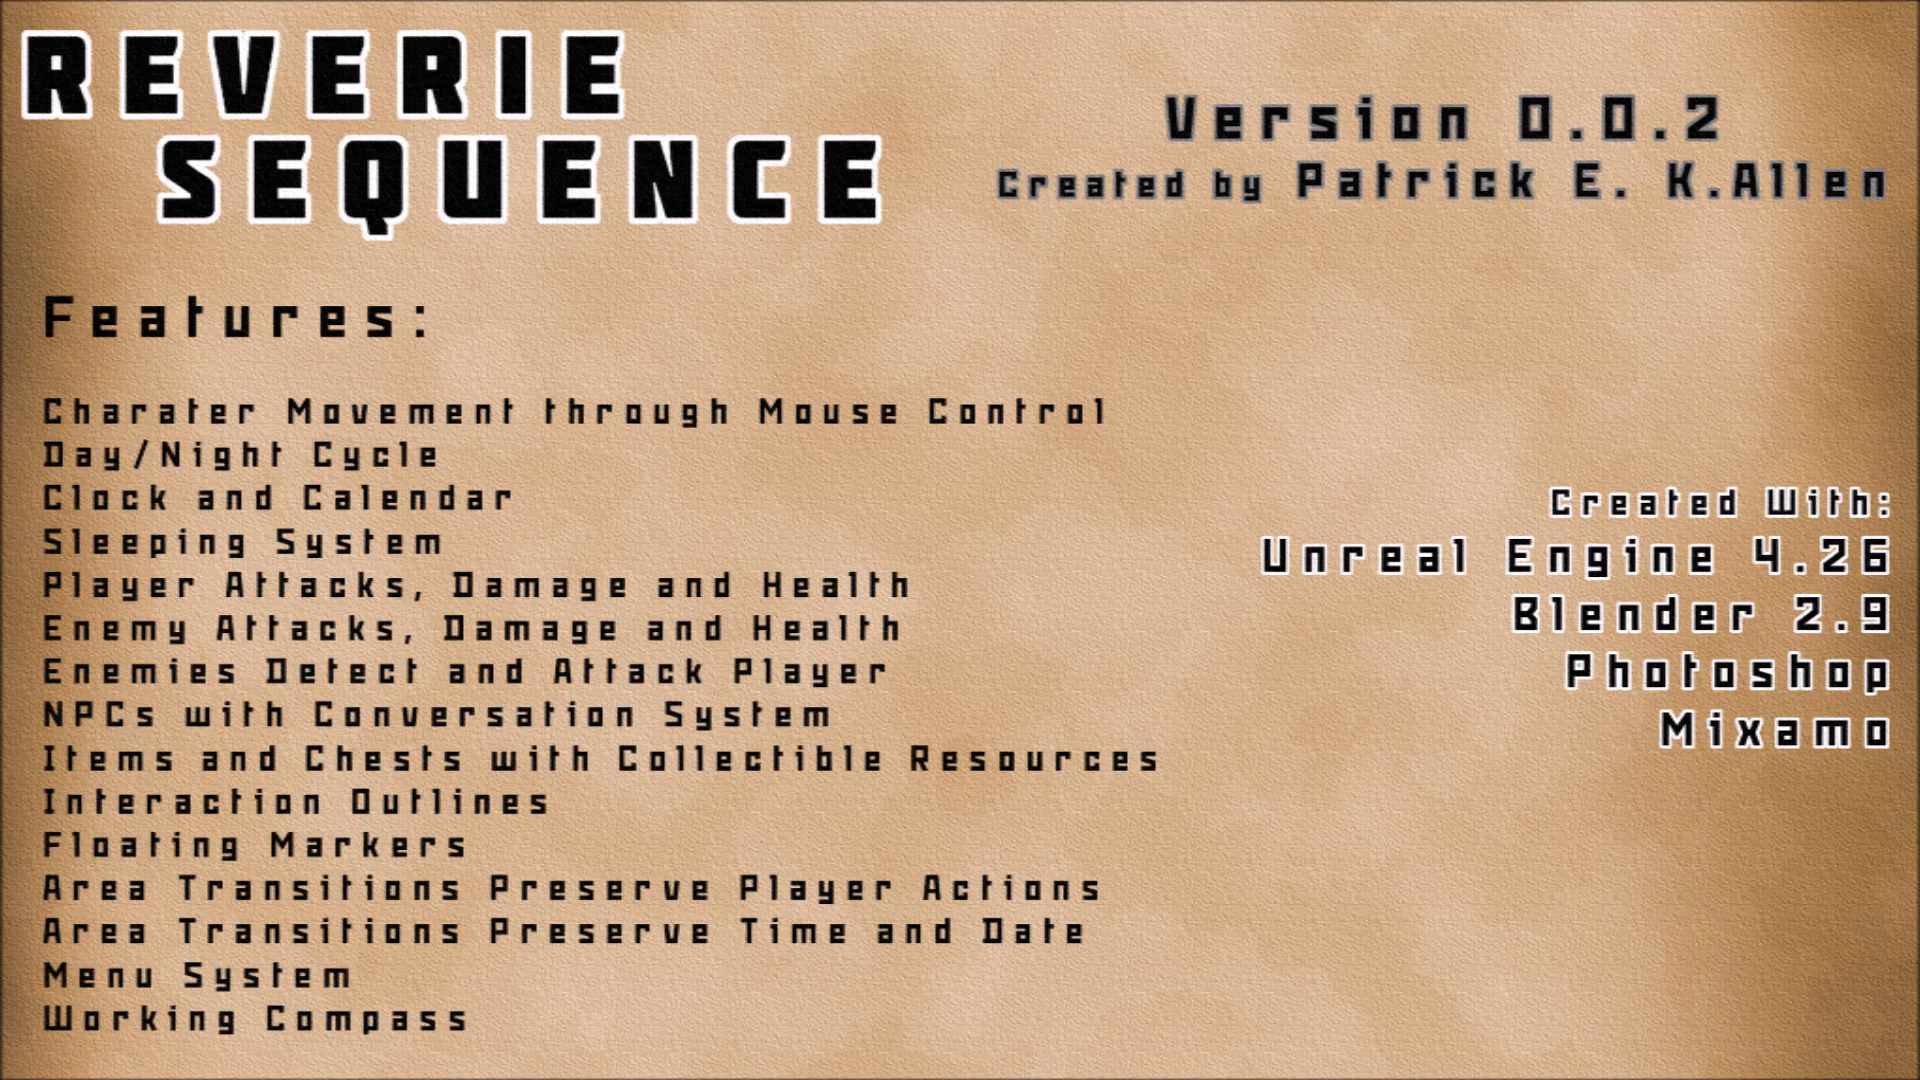 REVERIE
SEQUENCE
Version 0.0.2
Created by Patrick E. K.Allen
Features:
Charater Movement through Mouse Control
Day/Night Cycle
Clock and Calendar
Sleeping System
Player Attacks, Damage and Health
Enemy Attacks, Damage and Health
Enemies Detect and Attack Player
NPCs with Conversation System
Items and Chests with Collectible Resources
Interaction Outlines
Floating Markers
Area Transitions Preserve Player Actions
Area Transitions Preserve Time and Date
Menu System
Working Compass
Created With:
Unreal Engine 4.26
Blender 2.9
Photoshop
Mixamo